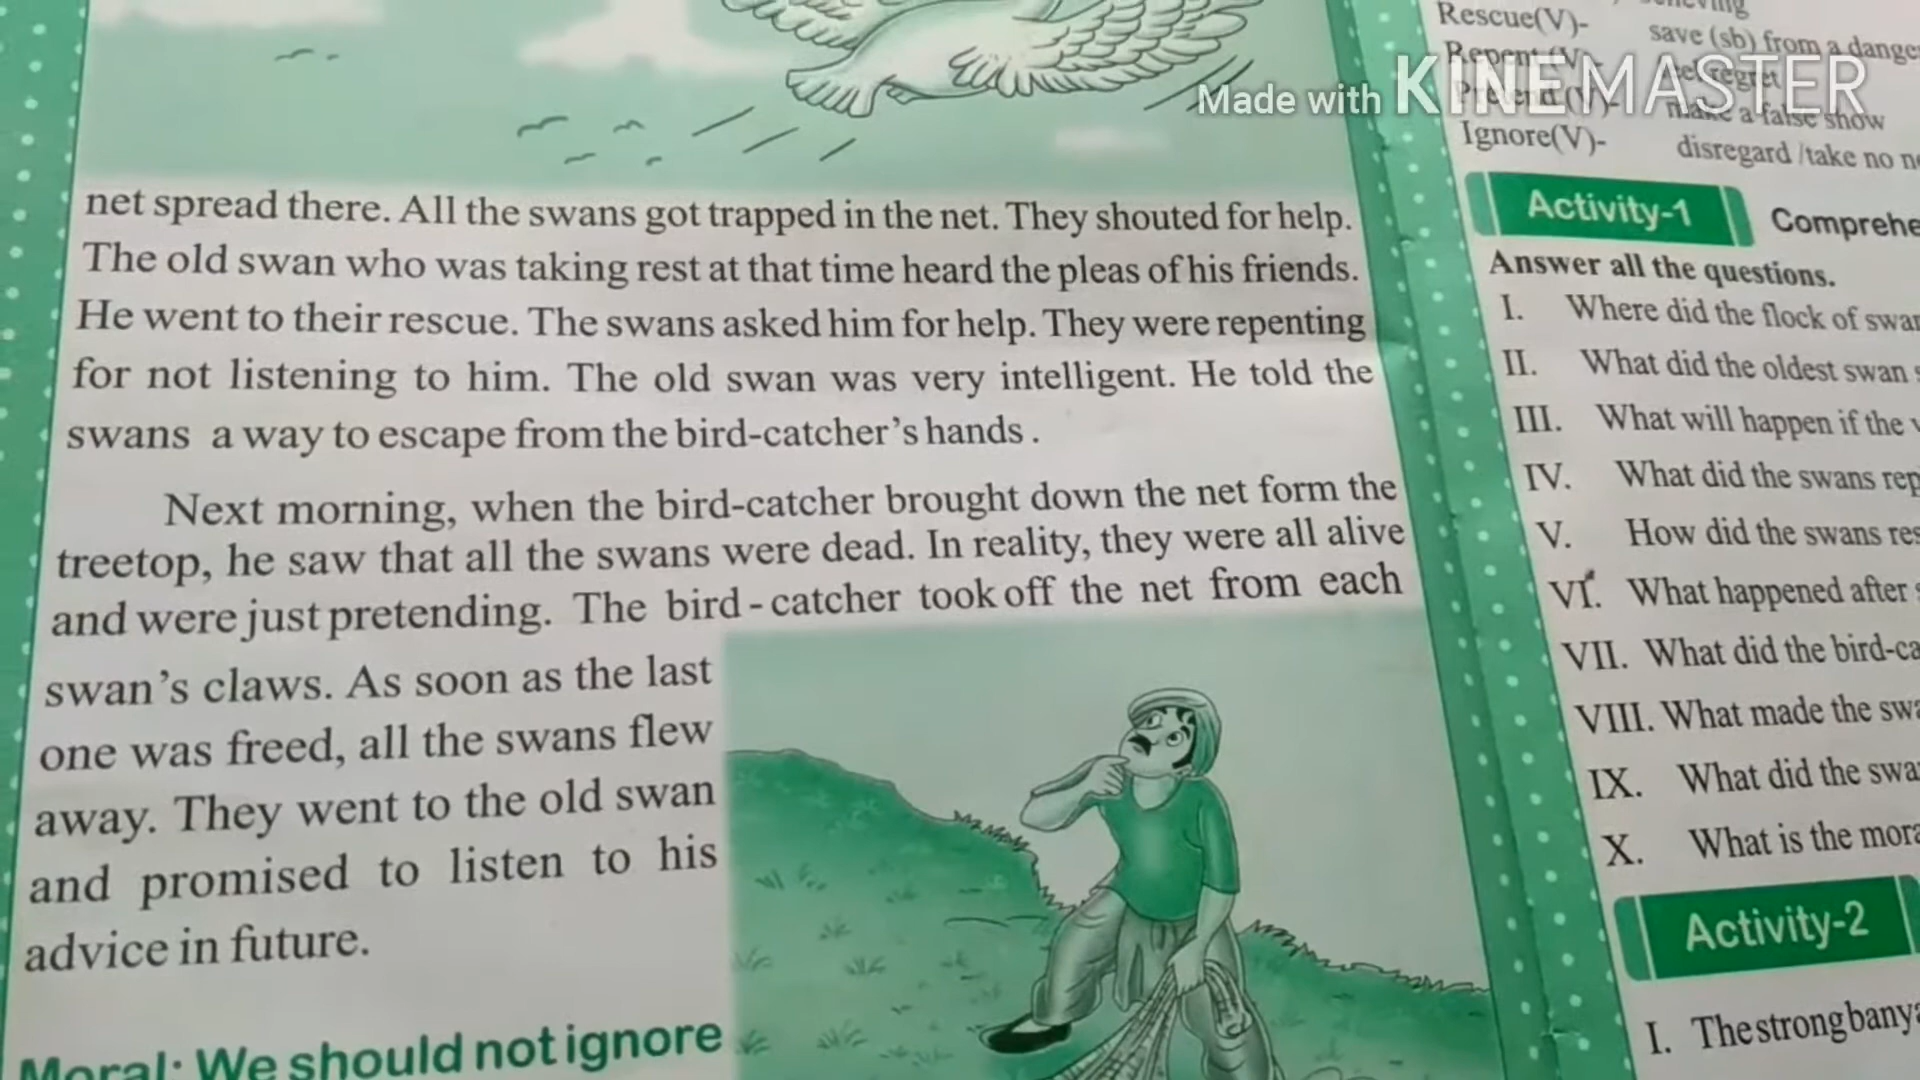 net spread there. All the swans got trapped in the net. They shouted for help.
The old swan who was taking rest at that time heard the pleas of his friends.
He went to their rescue. The swans asked him for help. They were repenting
for not listening to him. The old swan was very intelligent. He told the
swans a way to escape from the bird-catcher's hands.
Next morning, when the bird-catcher brought down the net form the
treetop, he saw that all the swans were dead. In reality, they were all alive
and were just pretending. The bird-catcher took off the net from each
swan's claws. As soon as the last
one was freed, all the swans flew
away. They went to the old swan
and promised to listen to his
advice in future.
Moral: We should not ignore
Rescue(V)- save (sb) from a
Repent (V)- regret
Pretend (V)- make a false show
Ignore(V)- disregard /take no
Made with KINEMASTER
Activity-1
Answer all the questions.
I. Where did the flock of
II. What did the oldest swan
III. What will happen if the
IV. What did the swans
V. How did the swans
VI. What happened after
VII. What did the
VIII. What made the
IX. What did the
X. What is the
Activity-2
I. The strong